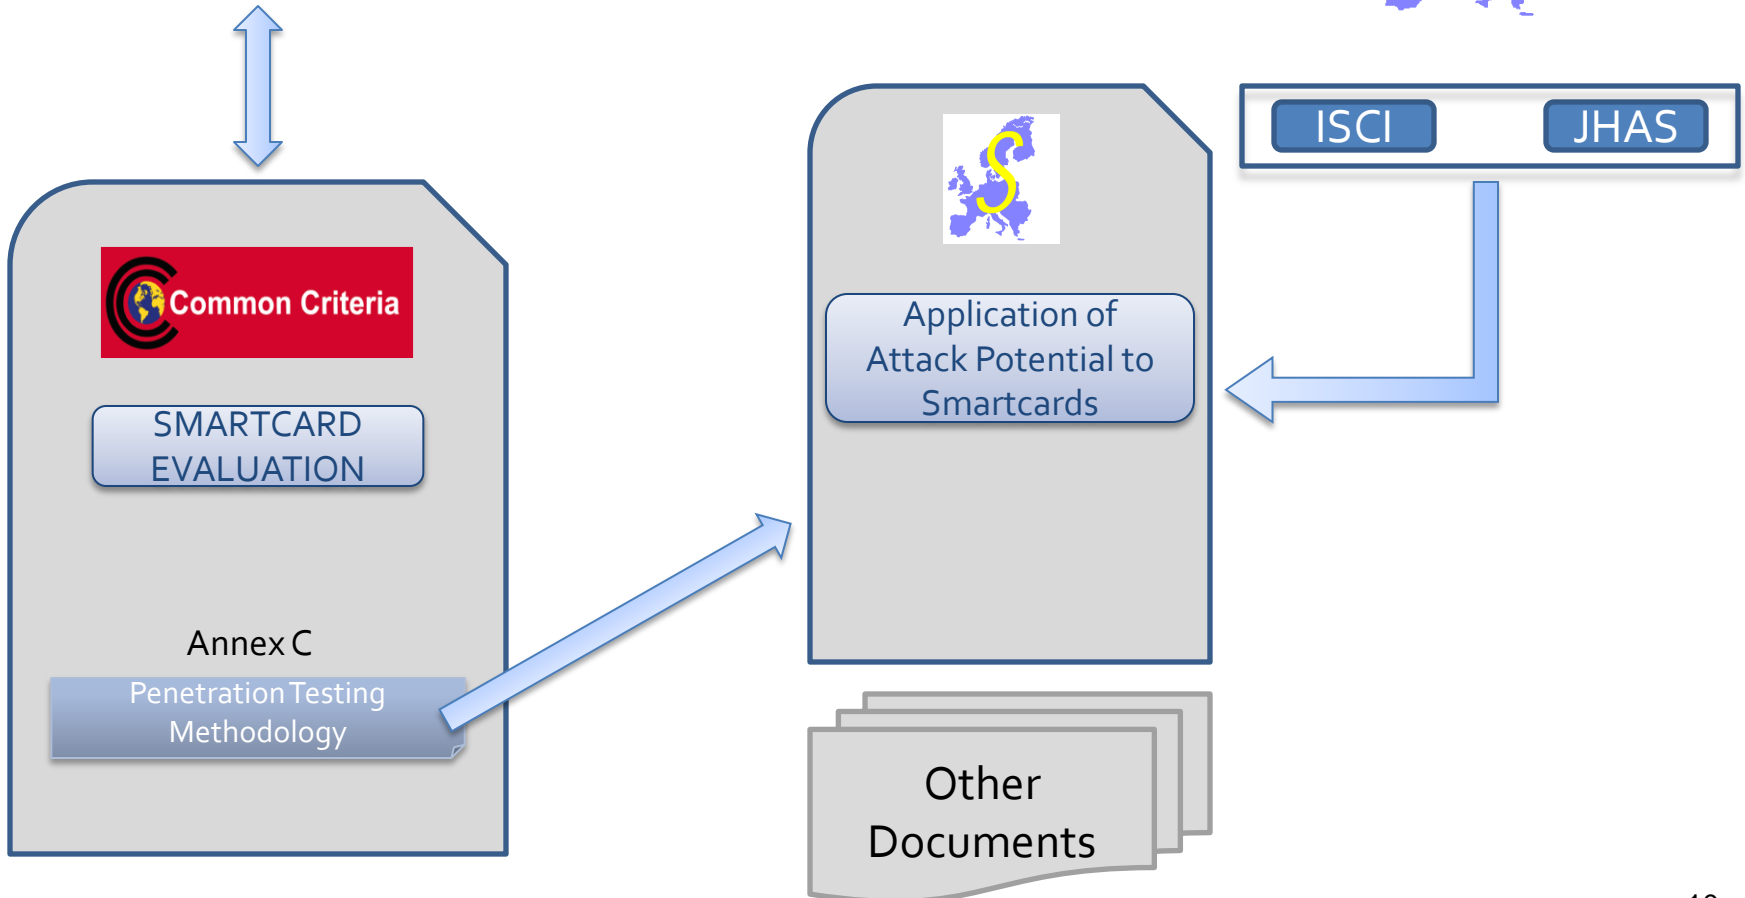 Common Criteria
SMARTCARD
EVALUATION
Annex C
Penetration Testing
Methodology
S
Application of
Attack Potential to
Smartcards
ISCI
JHAS
Other
Documents